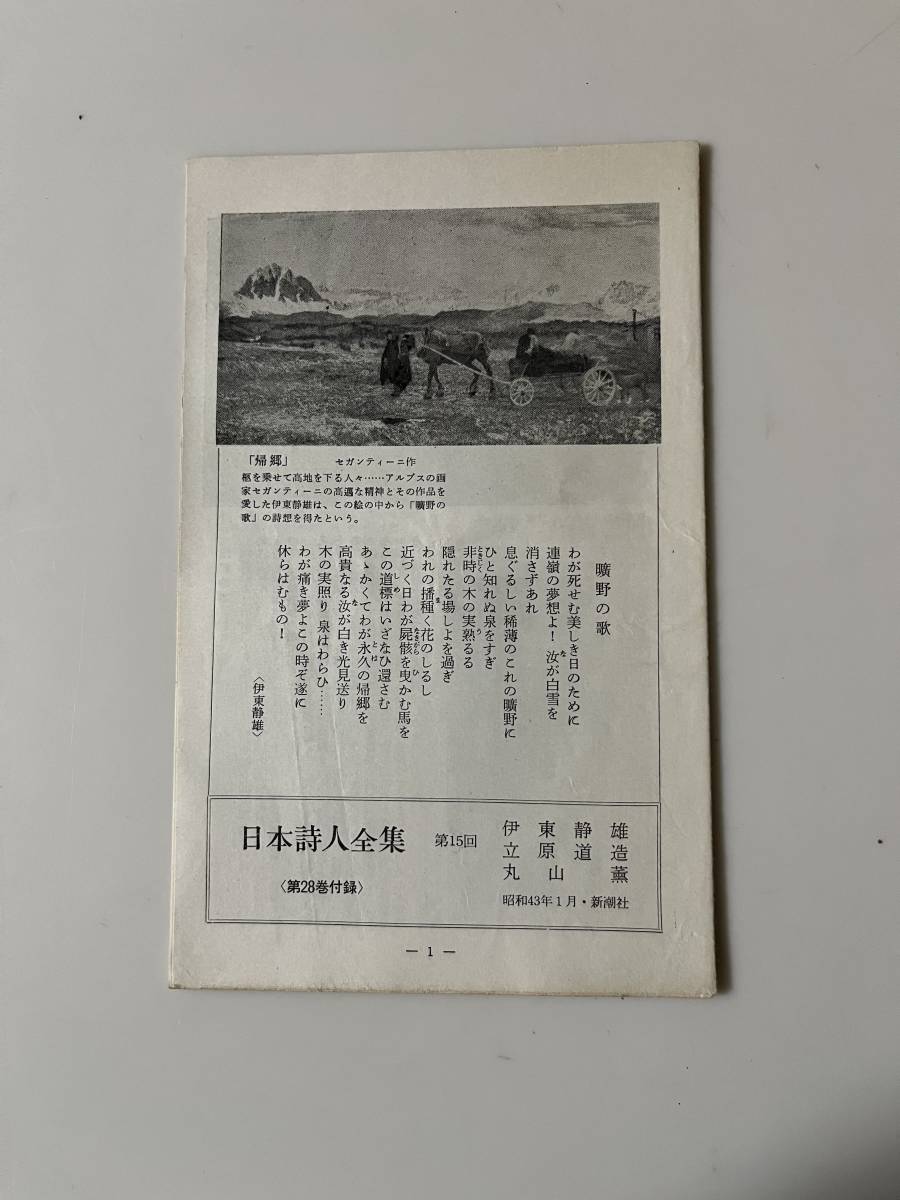 「帰郷」 セガンティーニ作
柩を乗せて高地を下る人々……アルプスの画
家セガンティーニの高邁な精神とその作品を
愛した伊東静雄は、この絵の中から「曠野の
歌」の詩想を得たという。
曠野の歌
わが死せむ美しき日のために
連嶺の夢想よ！ 汝が白雪を
消さずあれ
息ぐるしい稀薄のこれの曠野に
ひと知れぬ泉をすぎ
非時の木の実熟るる
隠れたる場しよを過ぎ
われの播種く花のしるし
近づく日わが屍骸を曳かむ馬を
この道標はいざなひ還さむ
あゝかくてわが永久の帰郷を
高貴なる汝が白き光見送り
木の実照り 泉はわらひ……
わが痛き夢よこの時ぞ遂に
休らはむもの！
〈伊東静雄〉
日本詩人全集 第15回
〈第28巻付録〉
伊東静雄
立原道造
丸山薫
昭和43年1月・新潮社
― 1 ―